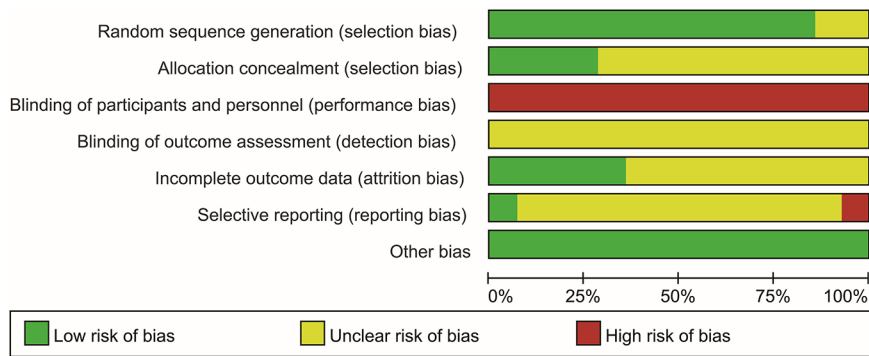 Random sequence generation (selection bias)
Allocation concealment (selection bias)
Blinding of participants and personnel (performance bias)
Blinding of outcome assessment (detection bias)
Incomplete outcome data (attrition bias)
Selective reporting (reporting bias)
Other bias
0% 25% 50% 75% 100%
Low risk of bias Unclear risk of bias High risk of bias